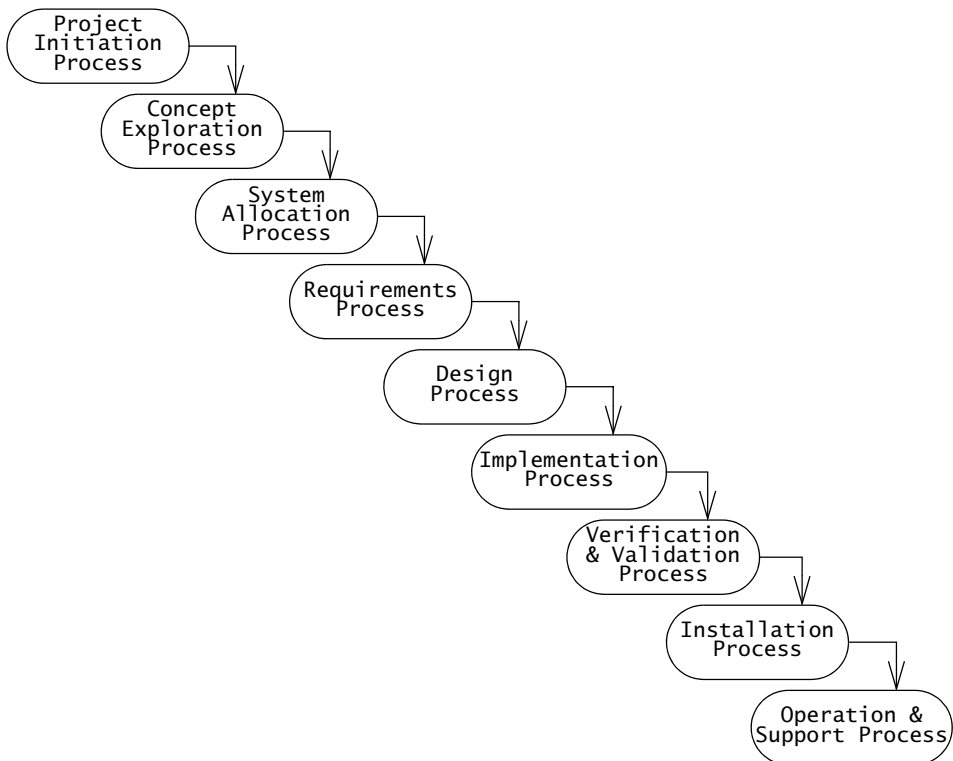 Project
Initiation
Process
Concept
Exploration
Process
System
Allocation
Process
Requirements
Process
Design
Process
Implementation
Process
Verification
& Validation
Process
Installation
Process
Operation &
Support Process